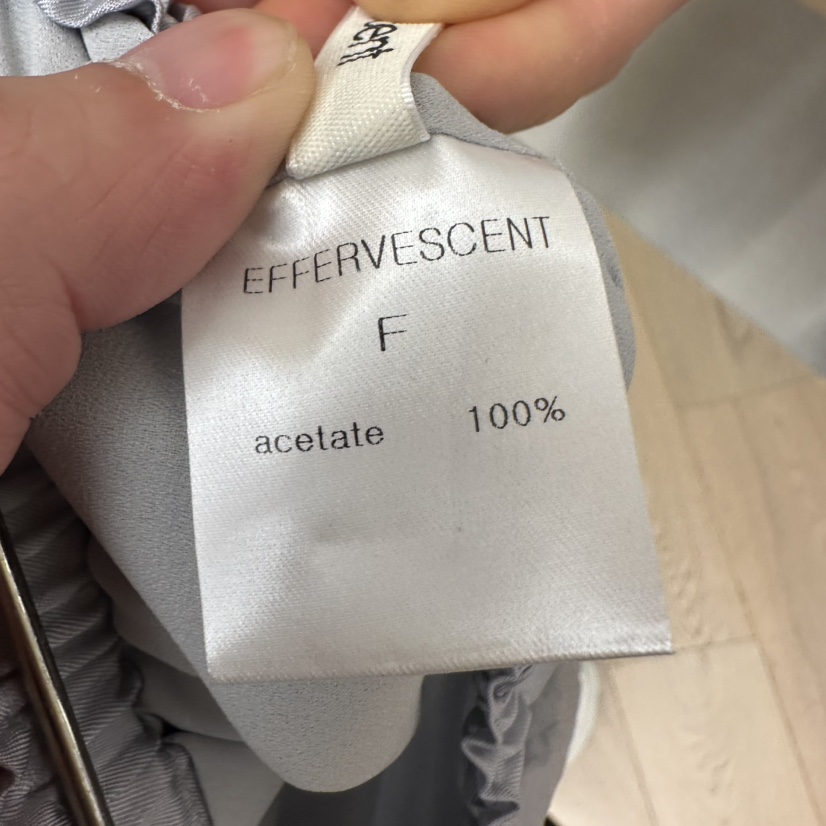 EFFERVESCENT
F
acetate 100%